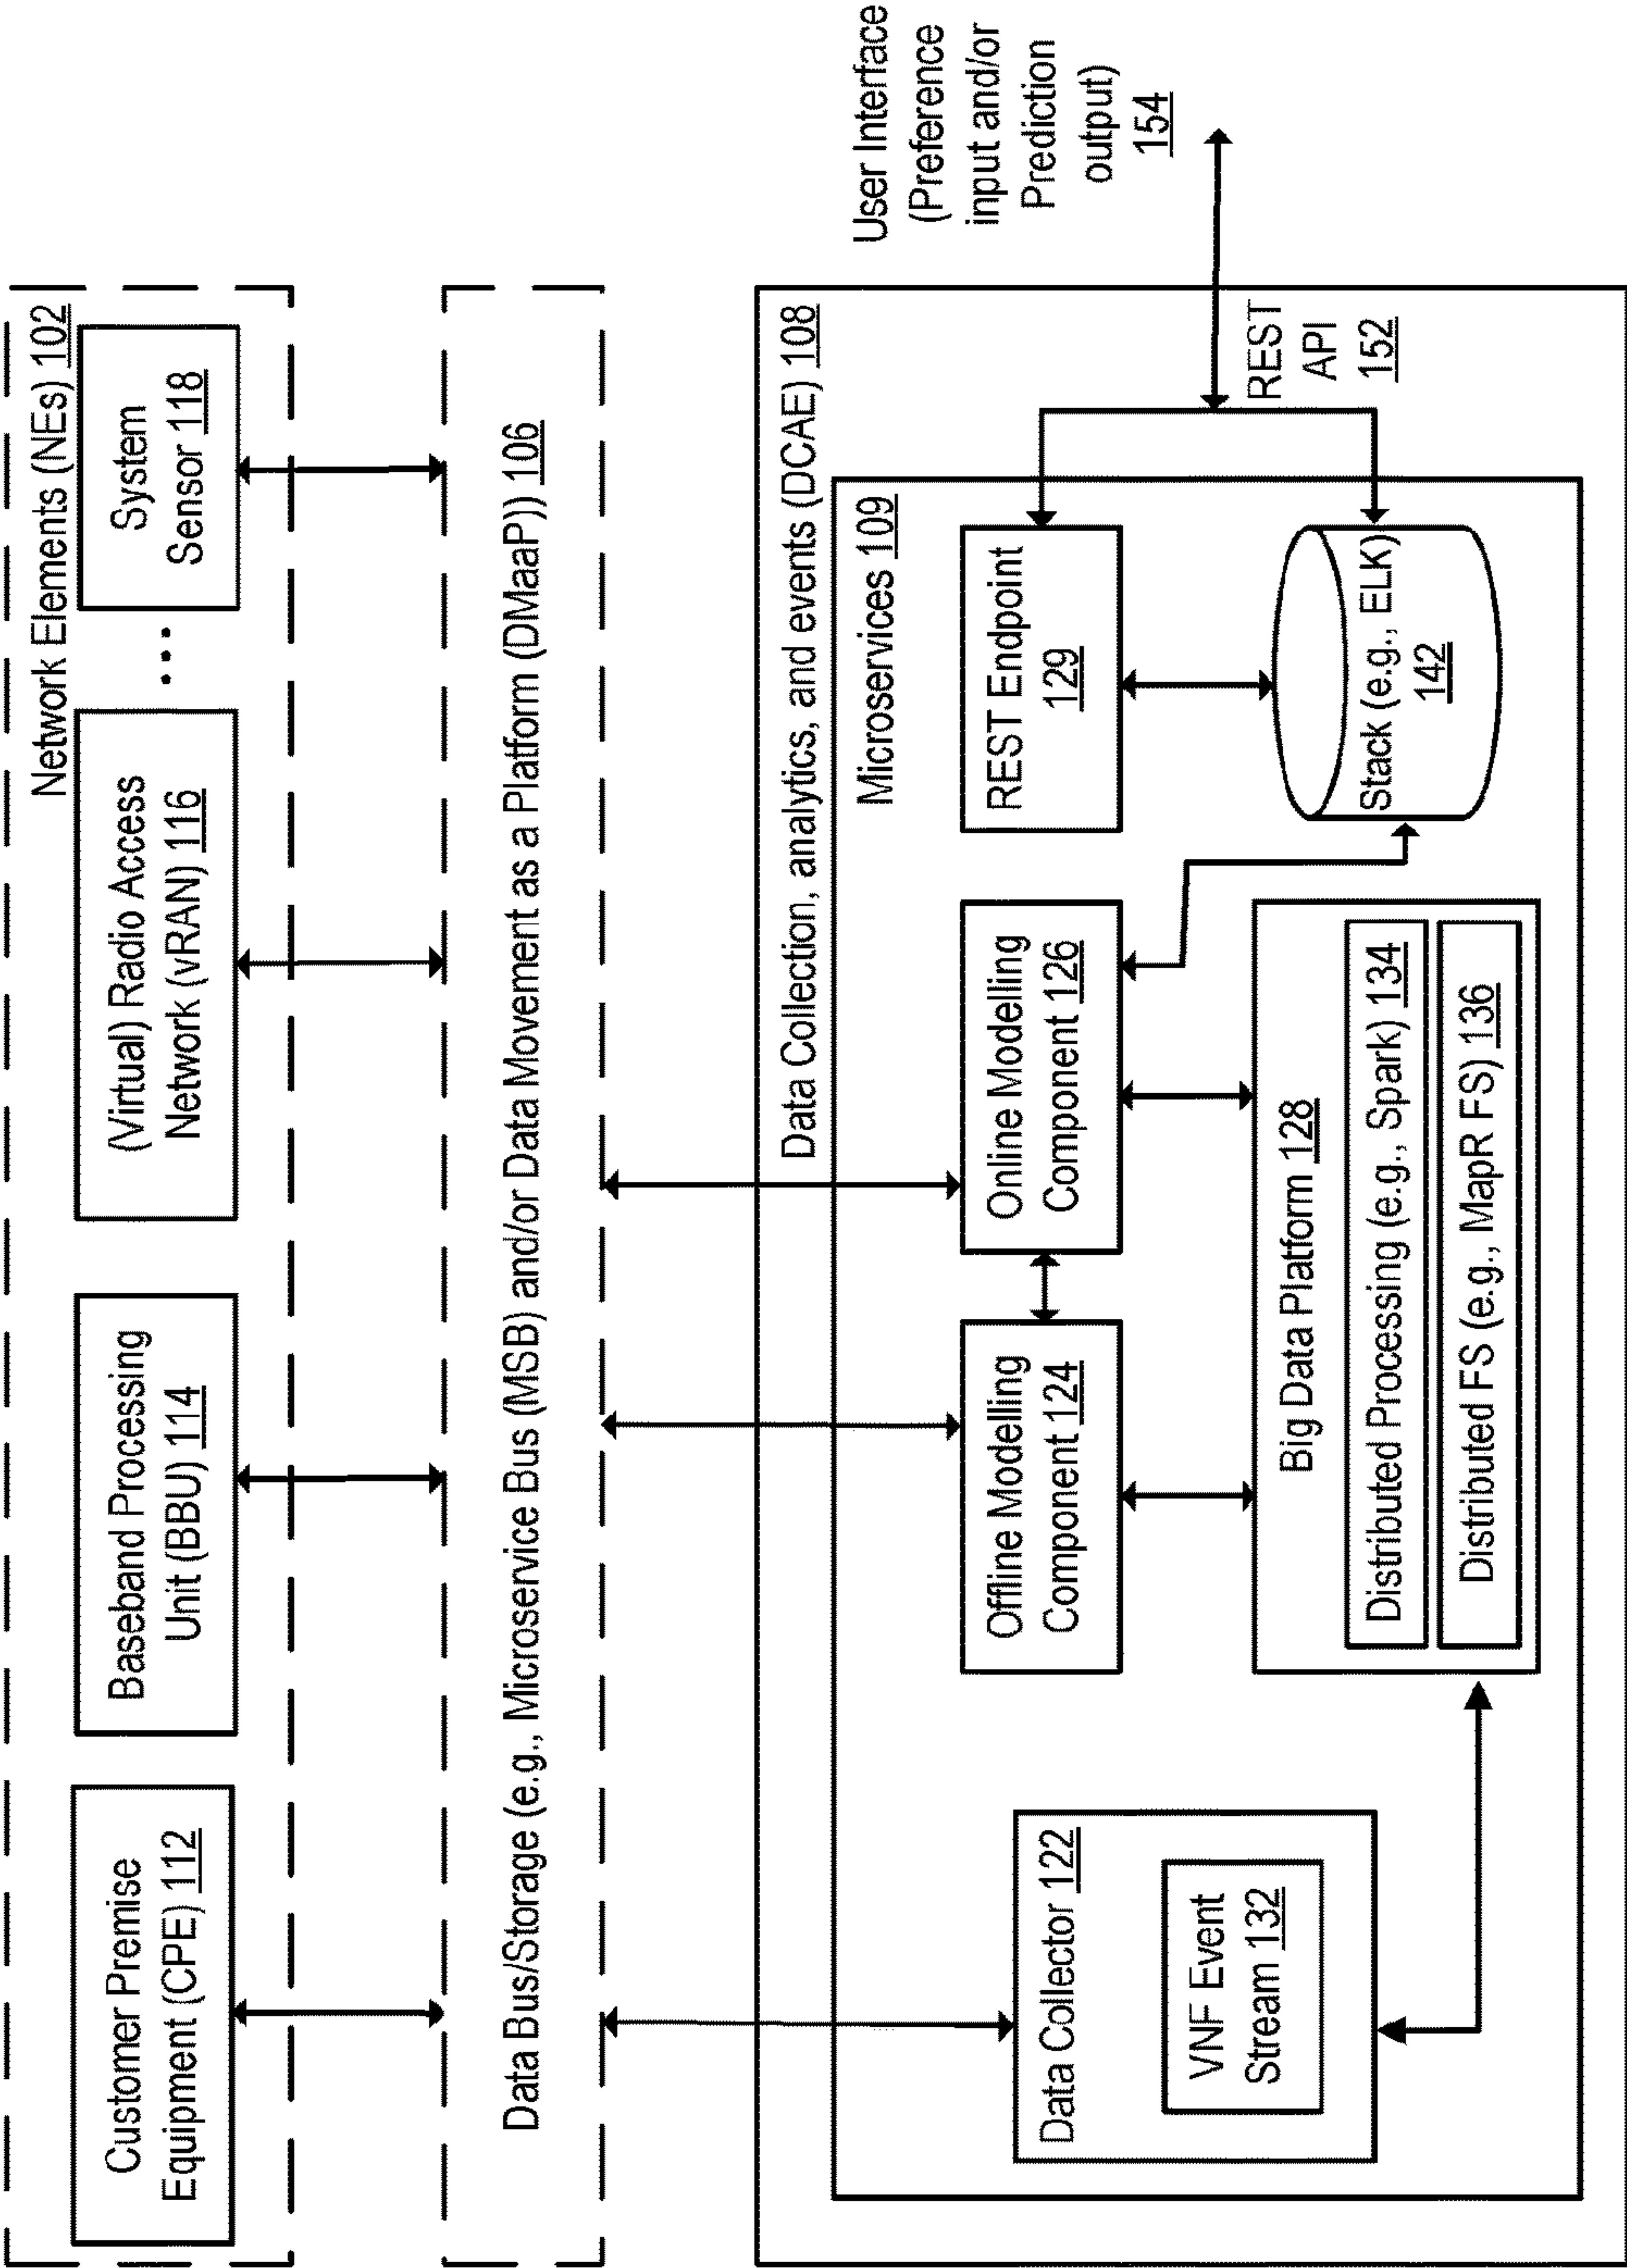 Network Elements (NEs) 102
Customer Premise
Equipment (CPE) 112
Baseband Processing
Unit (BBU) 114
(Virtual) Radio Access
Network (vRAN) 116
...
System
Sensor 118
Data Bus/Storage (e.g., Microservice Bus (MSB) and/or Data Movement as a Platform (DMaaP)) 106
Data Collection, analytics, and events (DCAE) 108
Microservices 109
Data Collector 122
VNF Event
Stream 132
Offline Modelling
Component 124
Online Modelling
Component 126
REST Endpoint
129
Big Data Platform 128
Distributed Processing (e.g., Spark) 134
Distributed FS (e.g., MapR FS) 136
Stack (e.g., ELK)
142
REST
API
152
User Interface
(Preference
input and/or
Prediction
output)
154